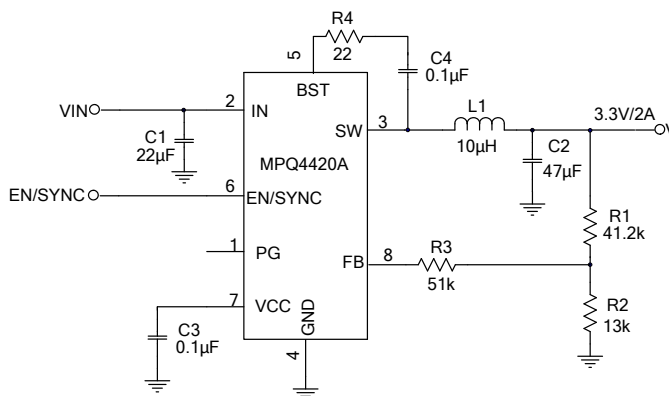 R4
22
5
C4
0.1µF
BST
VIN
2
IN
L1
3.3V/2A
V
3
SW
10µH
C1
22µF
C2
47µF
MPQ4420A
EN/SYNC
6
EN/SYNC
R1
41.2k
1
PG
R3
8
FB
51k
7
VCC
R2
13k
C3
0.1µF
GND
4